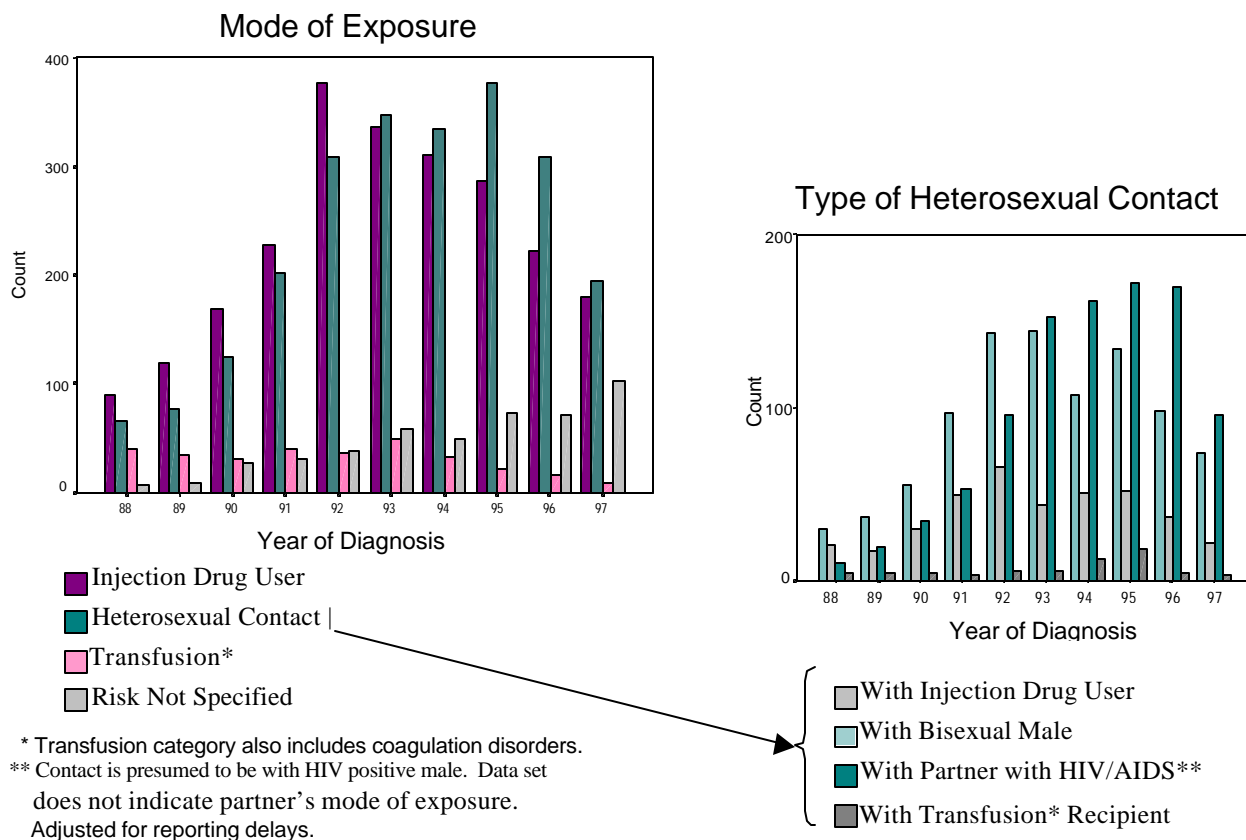 Mode of Exposure
400
300
200
100
0
Count
88 89 90 91 92 93 94 95 96 97
Year of Diagnosis
Injection Drug User
Heterosexual Contact |
Transfusion*
Risk Not Specified
* Transfusion category also includes coagulation disorders.
** Contact is presumed to be with HIV positive male. Data set
does not indicate partner's mode of exposure.
Adjusted for reporting delays.
Type of Heterosexual Contact
200
100
0
Count
88 89 90 91 92 93 94 95 96 97
Year of Diagnosis
With Injection Drug User
With Bisexual Male
With Partner with HIV/AIDS**
With Transfusion* Recipient